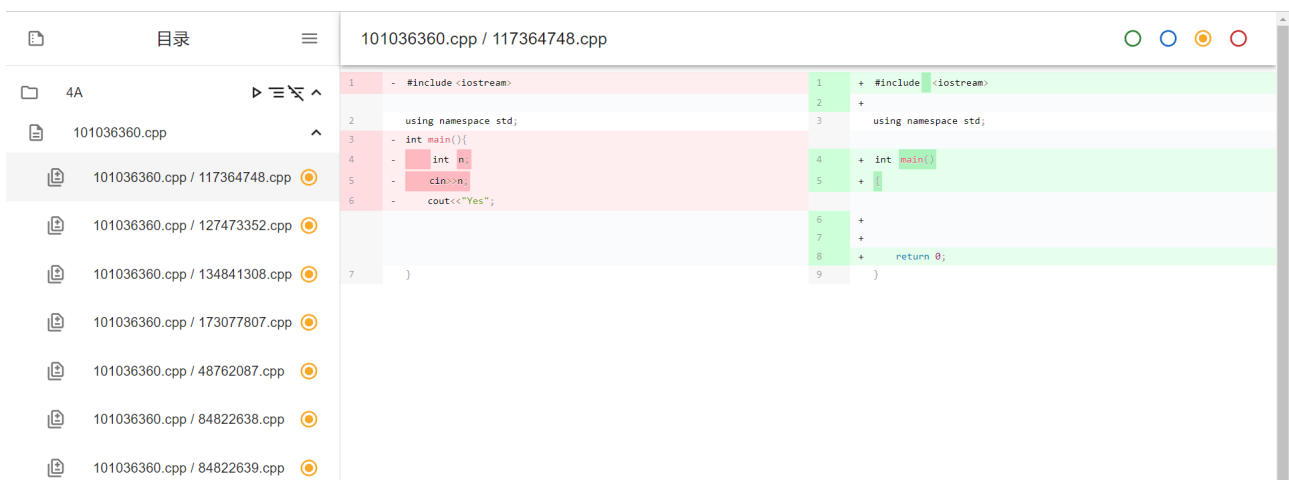 目录
101036360.cpp / 117364748.cpp
4A
101036360.cpp
101036360.cpp / 117364748.cpp
101036360.cpp / 127473352.cpp
101036360.cpp / 134841308.cpp
101036360.cpp / 173077807.cpp
101036360.cpp / 48762087.cpp
101036360.cpp / 84822638.cpp
101036360.cpp / 84822639.cpp
1 - #include <iostream>
2 using namespace std;
3 - int main(){
4 - int n;
5 - cin>>n;
6 - cout<<"Yes";
7 }
1 + #include <iostream>
2 +
3 using namespace std;
4 + int main()
5 + {
6 +
7 +
8 + return 0;
9 }